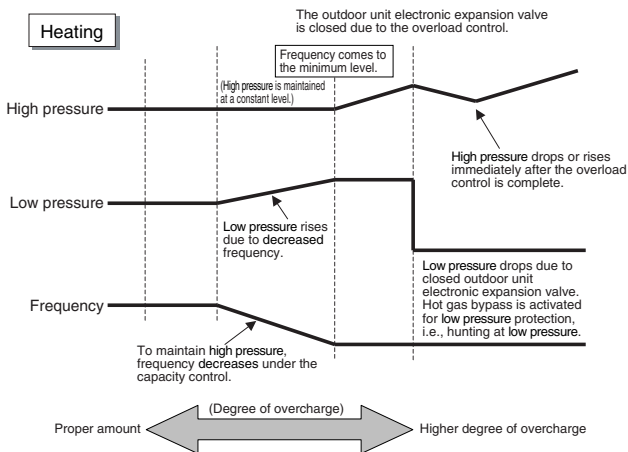 Heating
The outdoor unit electronic expansion valve
is closed due to the overload control.
Frequency comes to
the minimum level.
(High pressure is maintained
at a constant level.)
High pressure
High pressure drops or rises
immediately after the overload
control is complete.
Low pressure
Low pressure rises
due to decreased
frequency.
Low pressure drops due to
closed outdoor unit
electronic expansion valve.
Hot gas bypass is activated
for low pressure protection,
i.e., hunting at low pressure.
Frequency
To maintain high pressure,
frequency decreases under the
capacity control.
(Degree of overcharge)
Proper amount
Higher degree of overcharge